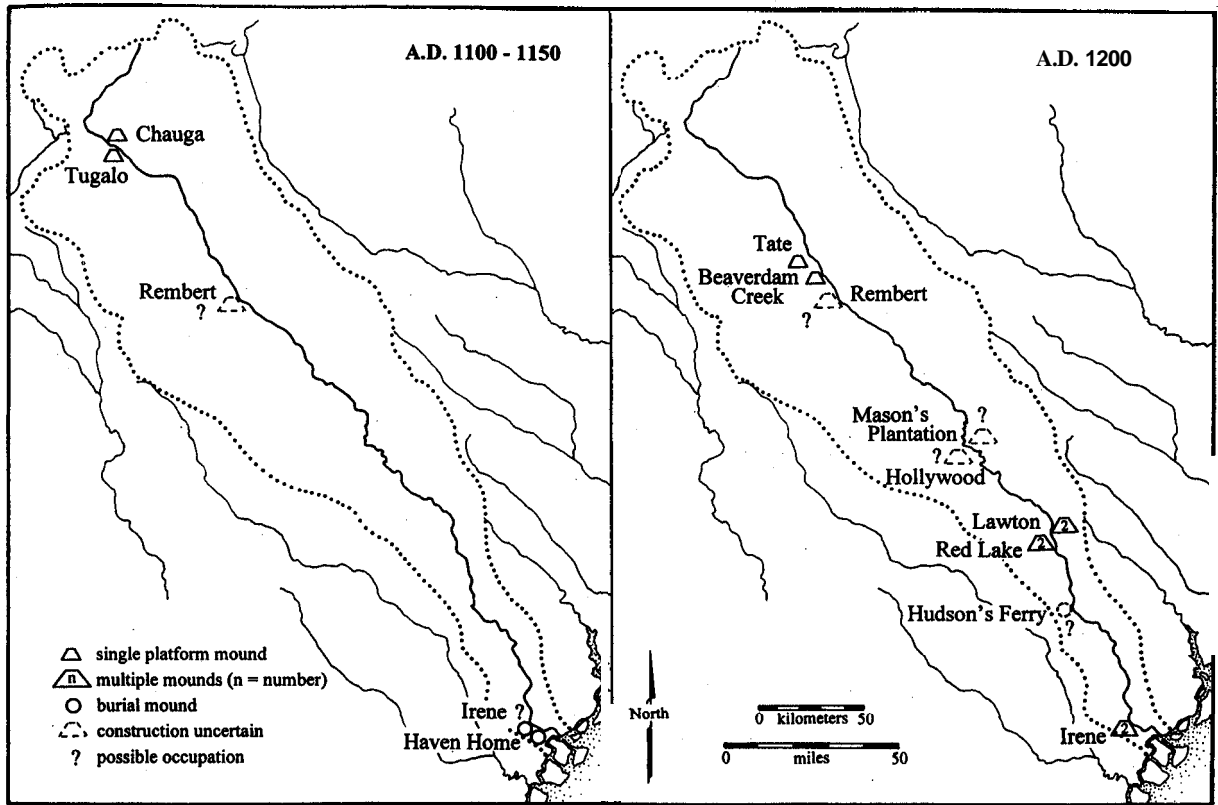 A.D. 1100 - 1150
Chauga
Tugalo
Rembert
?
Irene ?
Haven Home
single platform mound
n multiple mounds (n = number)
burial mound
construction uncertain
? possible occupation
A.D. 1200
Tate
Beaverdam
Creek
Rembert
?
Mason's
Plantation
?
?
Hollywood
Lawton 2
Red Lake 2
Hudson's Ferry
?
Irene 2
North
0 kilometers 50
0 miles 50